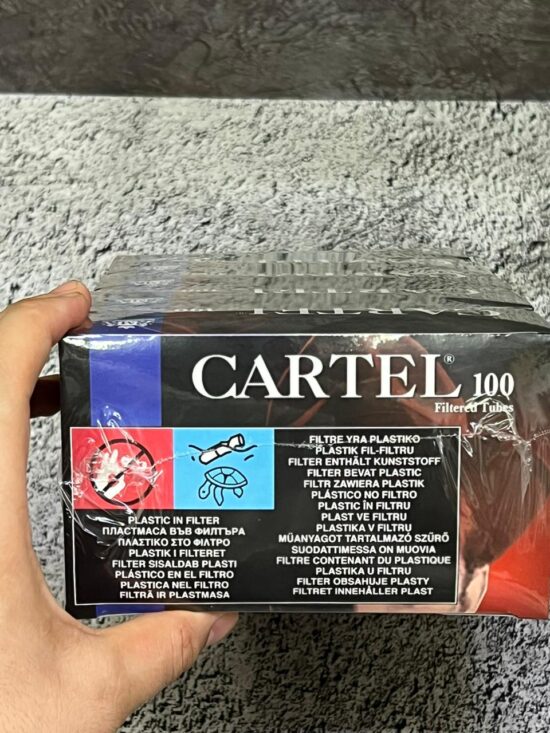 CARTEL® 100
Filtered Tubes
PLASTIC IN FILTER
ПЛАСТМАСА ВЪВ ФИЛТЪРА
ΠΛΑΣΤΙΚΟ ΣΤΟ ΦΙΛΤΡΟ
PLASTIK I FILTERET
FILTER SISALDAB PLASTI
PLÁSTICO EN EL FILTRO
PLASTICA NEL FILTRO
FILTRĀ IR PLASTMASA
FILTRE YRA PLASTIKO
PLASTIK FIL-FILTRU
FILTER ENTHÄLT KUNSTSTOFF
FILTER BEVAT PLASTIC
FILTR ZAWIERA PLASTIK
PLÁSTICO NO FILTRO
PLASTIC ÎN FILTRU
PLAST VE FILTRU
PLASTIKA V FILTRU
MŰANYAGOT TARTALMAZÓ SZŰRŐ
SUODATTIMESSA ON MUOVIA
FILTRE CONTENANT DU PLASTIQUE
PLASTIKA U FILTRU
FILTER OBSAHUJE PLASTY
FILTRET INNEHÅLLER PLAST